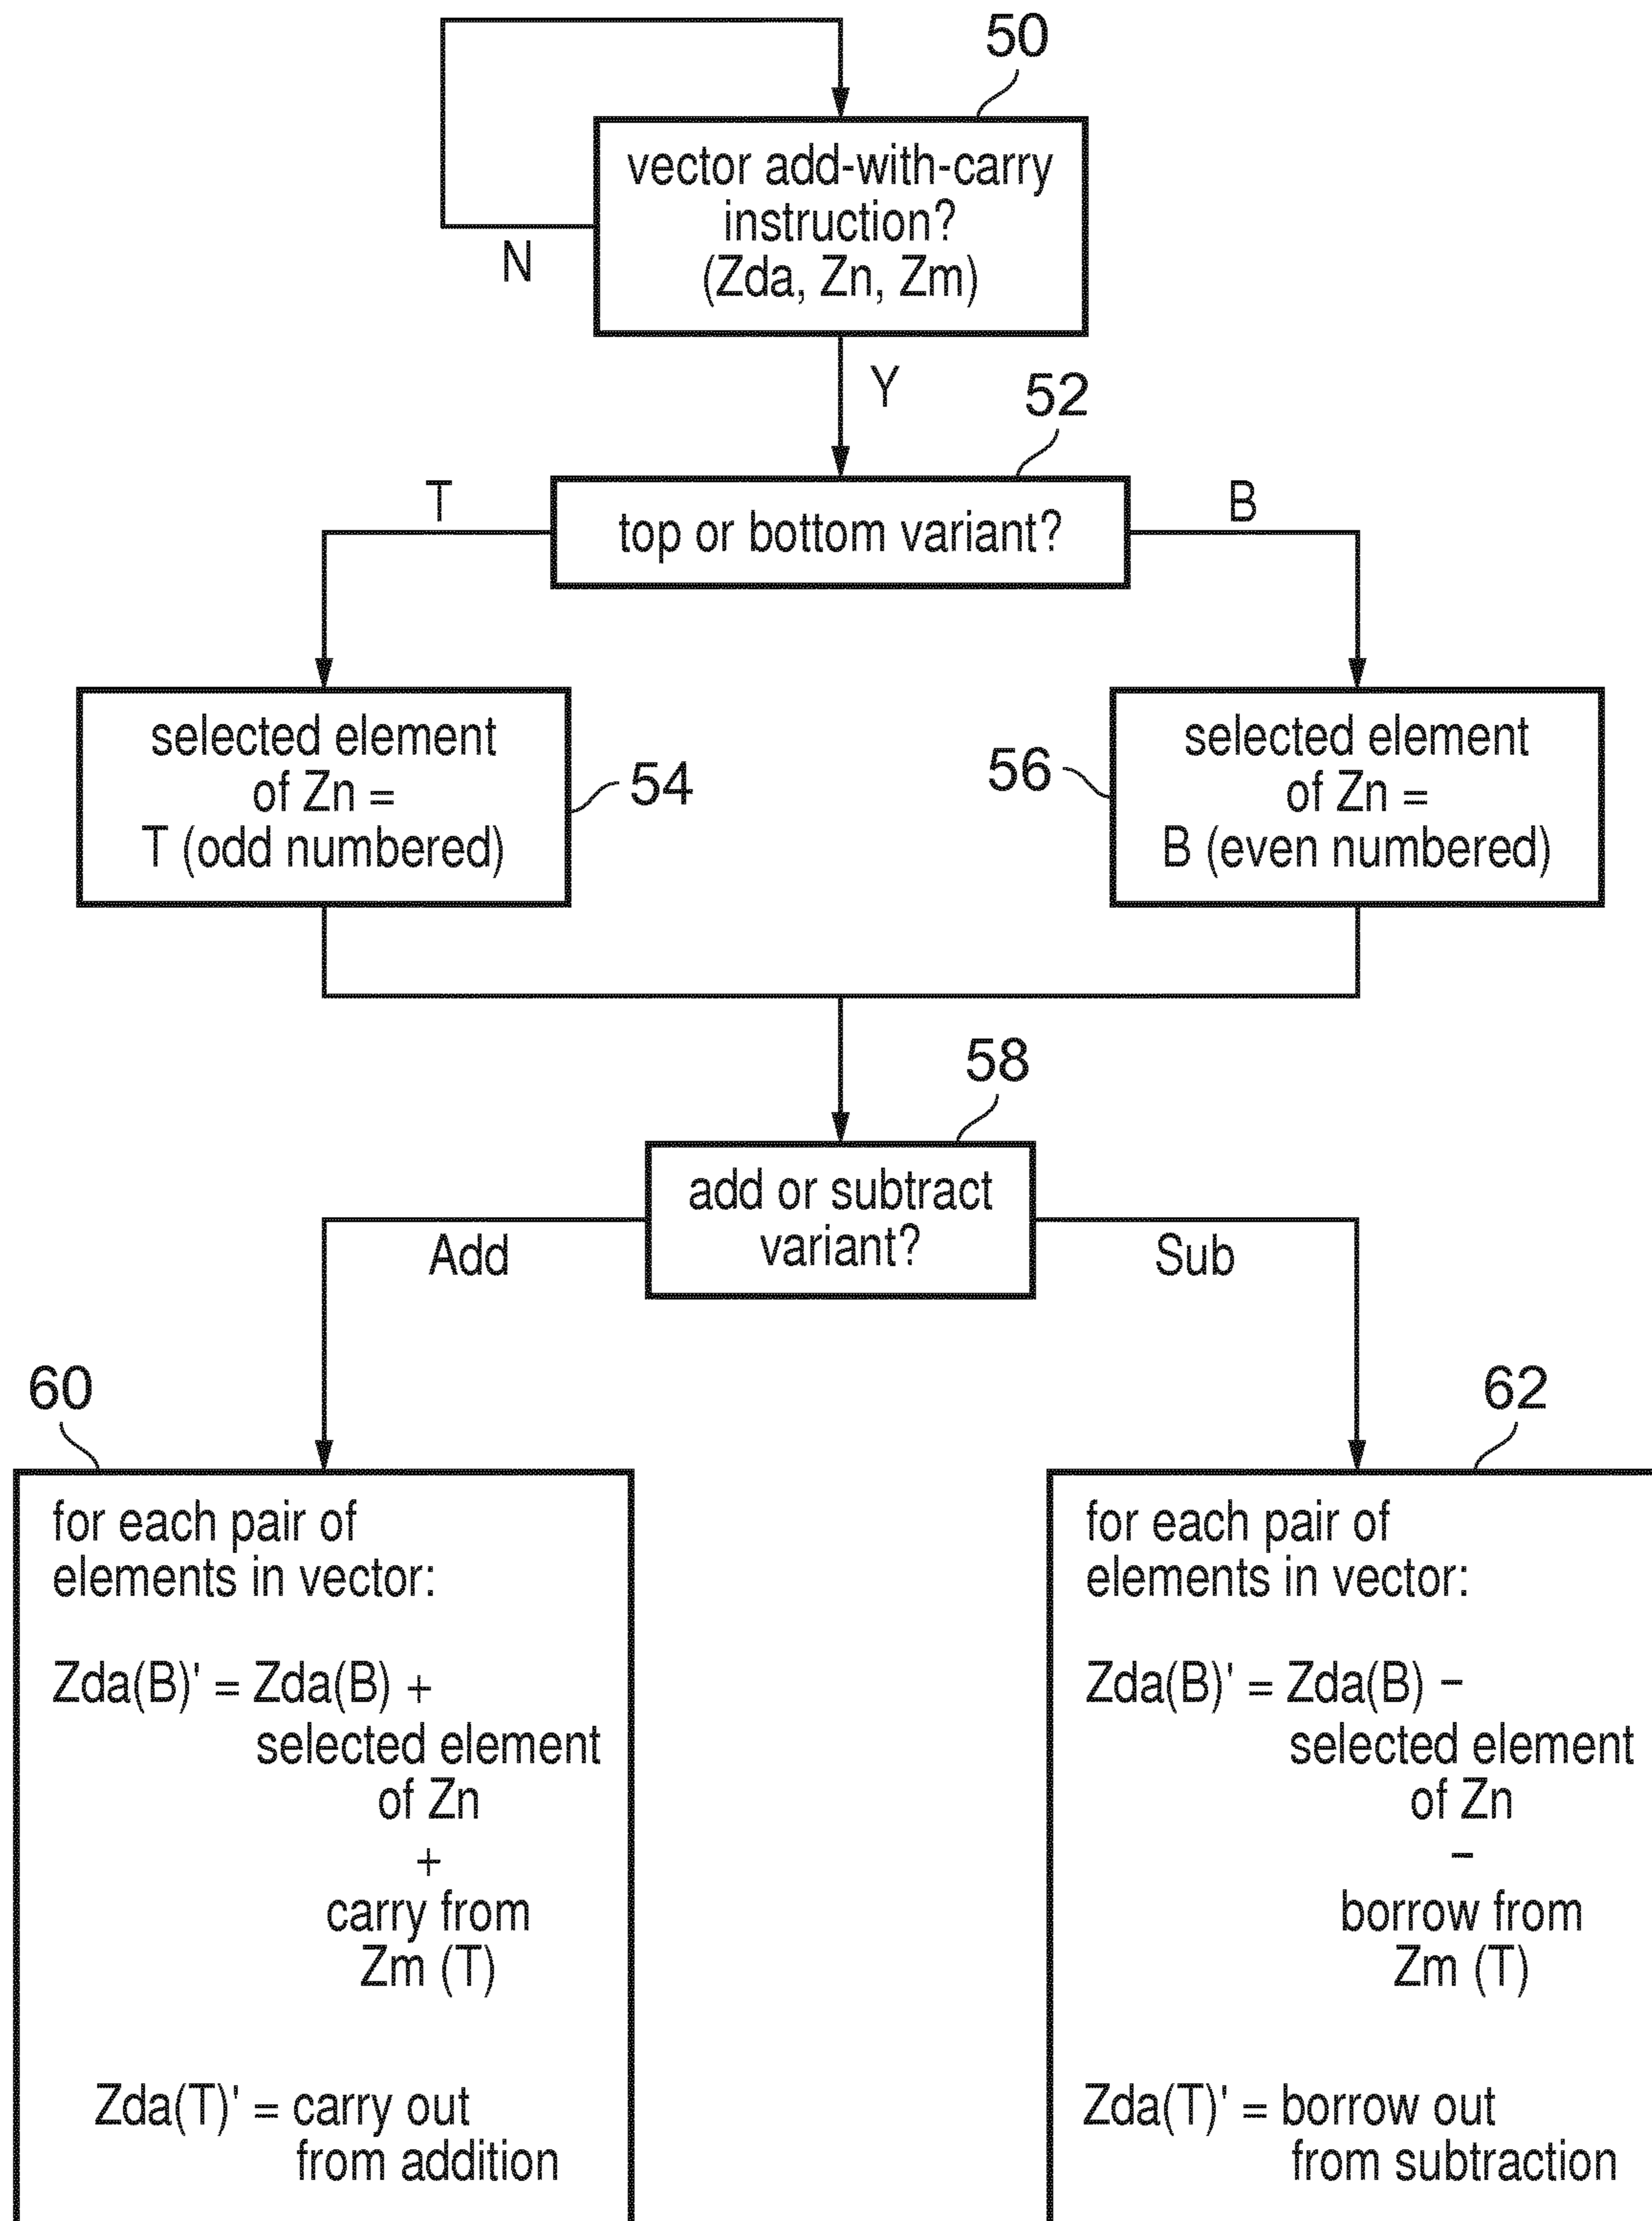 50
vector add-with-carry
instruction?
(Zda, Zn, Zm)
N
Y
52
T
top or bottom variant?
B
selected element
of Zn =
T (odd numbered)
54
56
selected element
of Zn =
B (even numbered)
58
add or subtract
variant?
Add
Sub
60
for each pair of
elements in vector:
Zda(B)' = Zda(B) +
selected element
of Zn
+
carry from
Zm (T)
Zda(T)' = carry out
from addition
62
for each pair of
elements in vector:
Zda(B)' = Zda(B) −
selected element
of Zn
−
borrow from
Zm (T)
Zda(T)' = borrow out
from subtraction